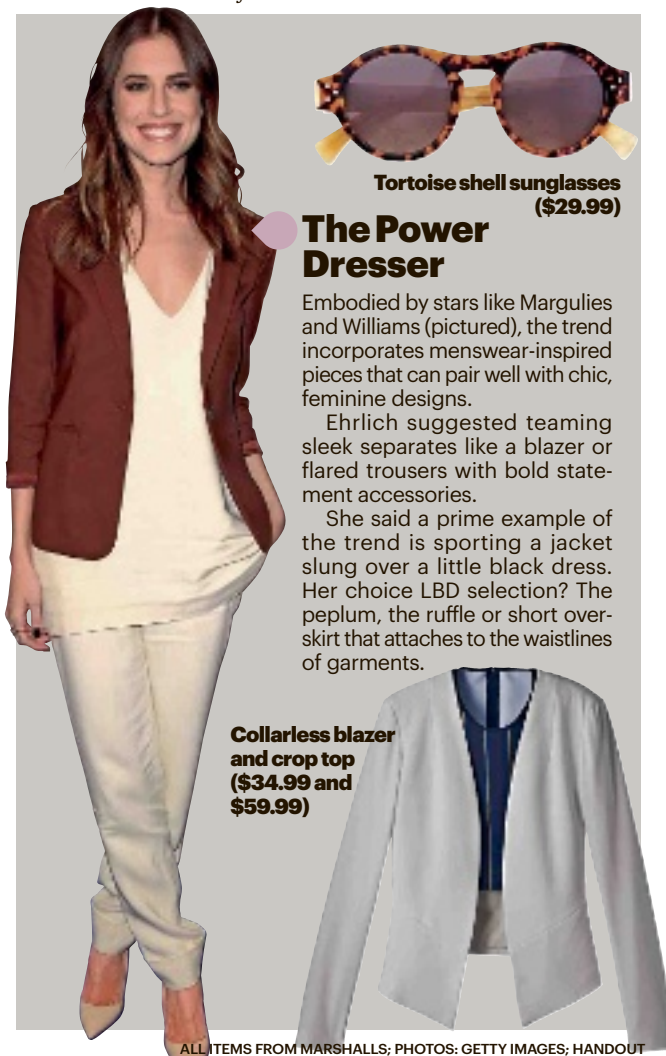 Tortoise shell sunglasses
($29.99)
The Power
Dresser
Embodied by stars like Margulies
and Williams (pictured), the trend
incorporates menswear-inspired
pieces that can pair well with chic,
feminine designs.
Ehrlich suggested teaming
sleek separates like a blazer or
flared trousers with bold state-
ment accessories.
She said a prime example of
the trend is sporting a jacket
slung over a little black dress.
Her choice LBD selection? The
peplum, the ruffle or short over-
skirt that attaches to the waistlines
of garments.
Collarless blazer
and crop top
($34.99 and
$59.99)
ALL ITEMS FROM MARSHALLS; PHOTOS: GETTY IMAGES; HANDOUT